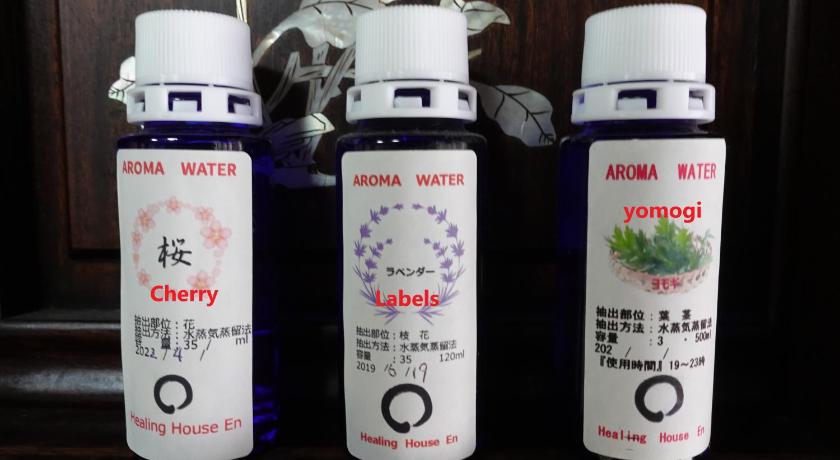 AROMA WATER
桜
Cherry
抽出部位：花
抽出方法：水蒸気蒸留法
容量：35 ml
2022 / 4 /
Healing House En
AROMA WATER
ラベンダー
Labels
抽出部位：枝 花
抽出方法：水蒸気蒸留法
容量 ：35 120ml
2019
Healing House En
AROMA WATER
yomogi
ヨモギ
抽出部位：葉 茎
抽出方法：水蒸気蒸留法
容量 ：3 ・ 500ml
202 / /
『使用時間』19～23時
Healing House En